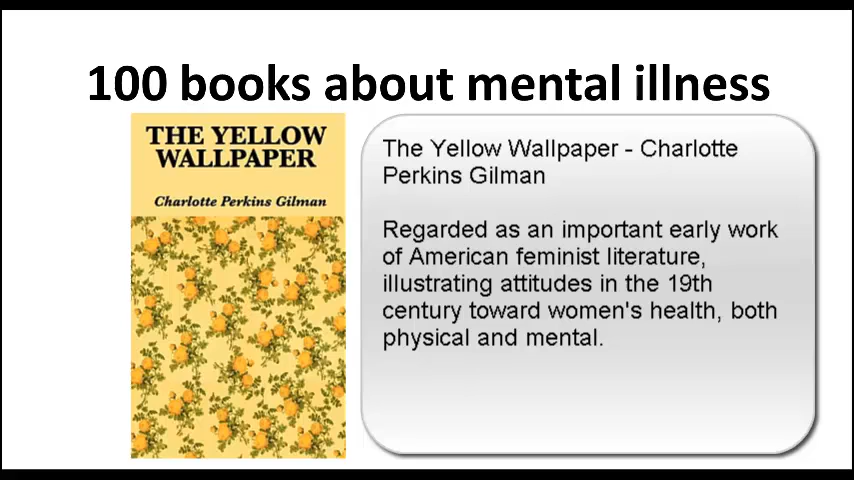 100 books about mental illness
THE YELLOW
WALLPAPER
Charlotte Perkins Gilman
The Yellow Wallpaper - Charlotte
Perkins Gilman
Regarded as an important early work
of American feminist literature,
illustrating attitudes in the 19th
century toward women's health, both
physical and mental.